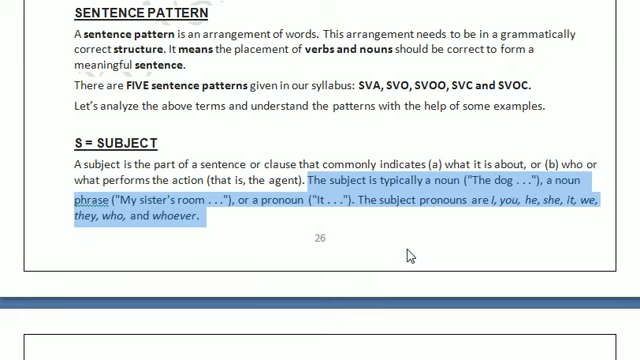 SENTENCE PATTERN
A sentence pattern is an arrangement of words. This arrangement needs to be in a grammatically
correct structure. It means the placement of verbs and nouns should be correct to form a
meaningful sentence.
There are FIVE sentence patterns given in our syllabus: SVA, SVO, SVOO, SVC and SVOC.
Let's analyze the above terms and understand the patterns with the help of some examples.
S = SUBJECT
A subject is the part of a sentence or clause that commonly indicates (a) what it is about, or (b) who or
what performs the action (that is, the agent). The subject is typically a noun ("The dog . . ."), a noun
phrase ("My sister's room . . ."), or a pronoun ("It . . ."). The subject pronouns are I, you, he, she, it, we,
they, who, and whoever.
26